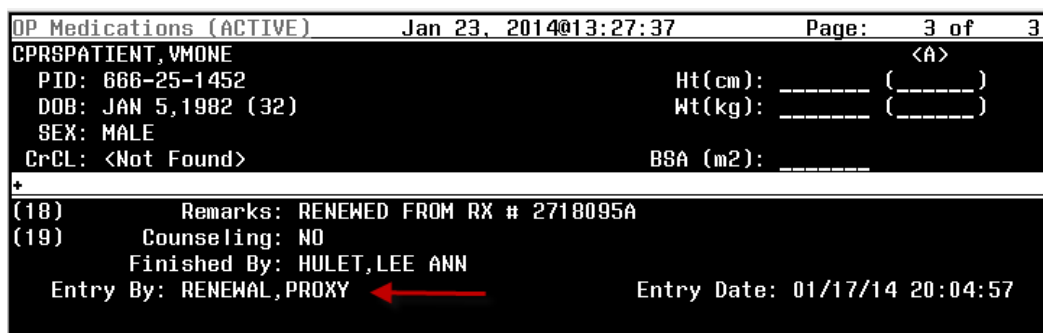 OP Medications (ACTIVE) Jan 23, 2014@13:27:37 Page: 3 of 3
CPRSPATIENT,VMONE <A>
PID: 666-25-1452 Ht(cm): _______ (______)
DOB: JAN 5,1982 (32) Wt(kg): _______ (______)
SEX: MALE
CrCL: <Not Found> BSA (m2): _______
+
(18) Remarks: RENEWED FROM RX # 2718095A
(19) Counseling: NO
Finished By: HULET,LEE ANN
Entry By: RENEWAL,PROXY Entry Date: 01/17/14 20:04:57